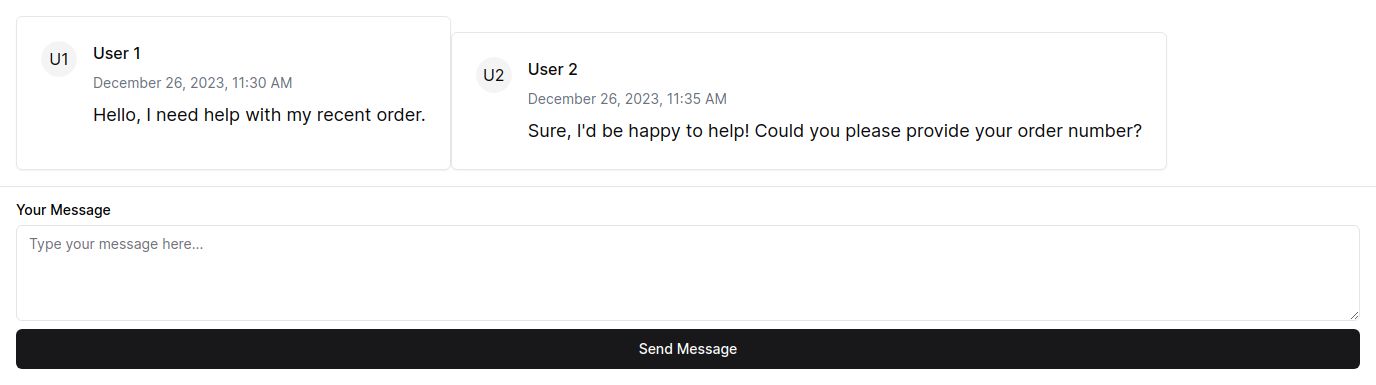 U1
User 1
December 26, 2023, 11:30 AM
Hello, I need help with my recent order.
U2
User 2
December 26, 2023, 11:35 AM
Sure, I'd be happy to help! Could you please provide your order number?
Your Message
Type your message here...
Send Message